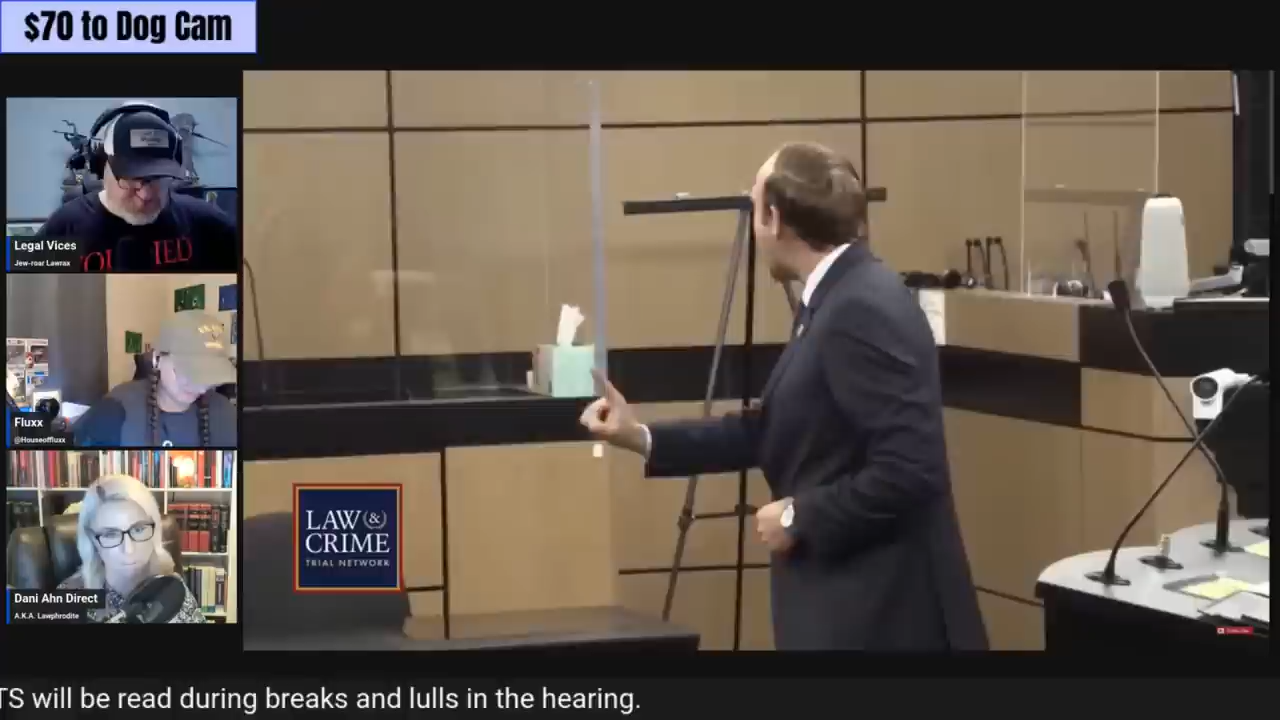 $70 to Dog Cam
Legal Vices
Jew-roar Lawrax
Fluxx
@Houseoffluxx
Dani Ahn Direct
A.K.A. Lawphrodite
LAW &
CRIME
TRIAL NETWORK
TS will be read during breaks and lulls in the hearing.